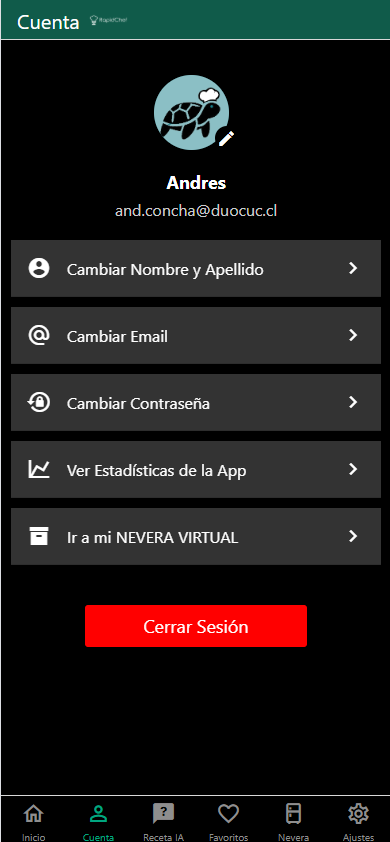 Cuenta RapidChef
Andres
and.concha@duocuc.cl
Cambiar Nombre y Apellido
Cambiar Email
Cambiar Contraseña
Ver Estadísticas de la App
Ir a mi NEVERA VIRTUAL
Cerrar Sesión
Inicio Cuenta Receta IA Favoritos Nevera Ajustes